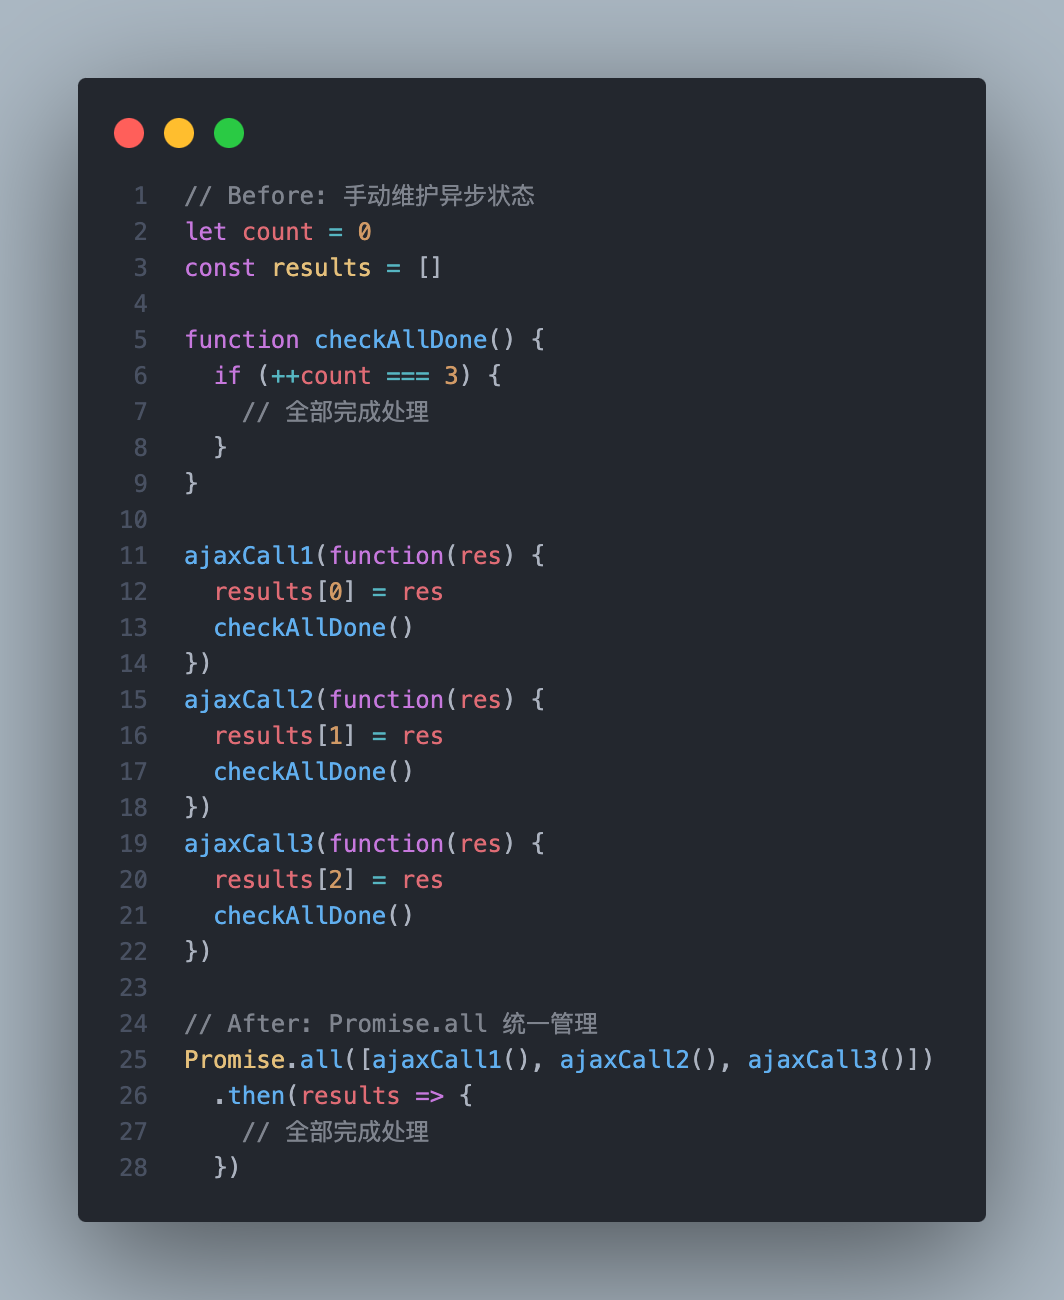 1 // Before: 手动维护异步状态
2 let count = 0
3 const results = []
4
5 function checkAllDone() {
6   if (++count === 3) {
7     // 全部完成处理
8   }
9 }
10
11 ajaxCall1(function(res) {
12   results[0] = res
13   checkAllDone()
14 })
15 ajaxCall2(function(res) {
16   results[1] = res
17   checkAllDone()
18 })
19 ajaxCall3(function(res) {
20   results[2] = res
21   checkAllDone()
22 })
23
24 // After: Promise.all 统一管理
25 Promise.all([ajaxCall1(), ajaxCall2(), ajaxCall3()])
26   .then(results => {
27     // 全部完成处理
28   })